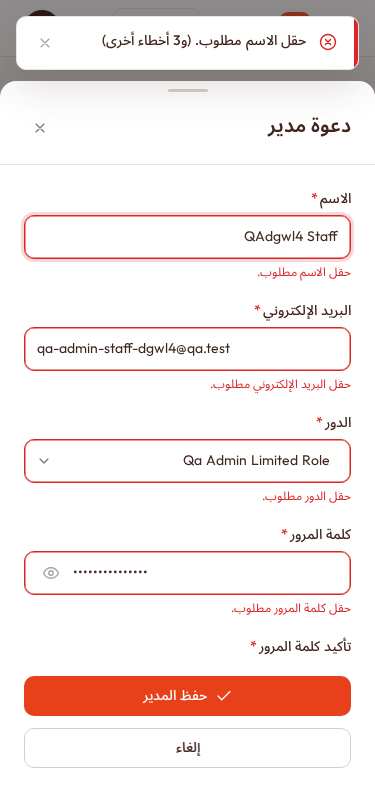 حقل الاسم مطلوب. (و3 أخطاء أخرى)
دعوة مدير
الاسم *
QAdgwl4 Staff
حقل الاسم مطلوب.
البريد الإلكتروني *
qa-admin-staff-dgwl4@qa.test
حقل البريد الإلكتروني مطلوب.
الدور *
Qa Admin Limited Role
حقل الدور مطلوب.
كلمة المرور *
•••••••••••••••
حقل كلمة المرور مطلوب.
تأكيد كلمة المرور *
حفظ المدير
إلغاء